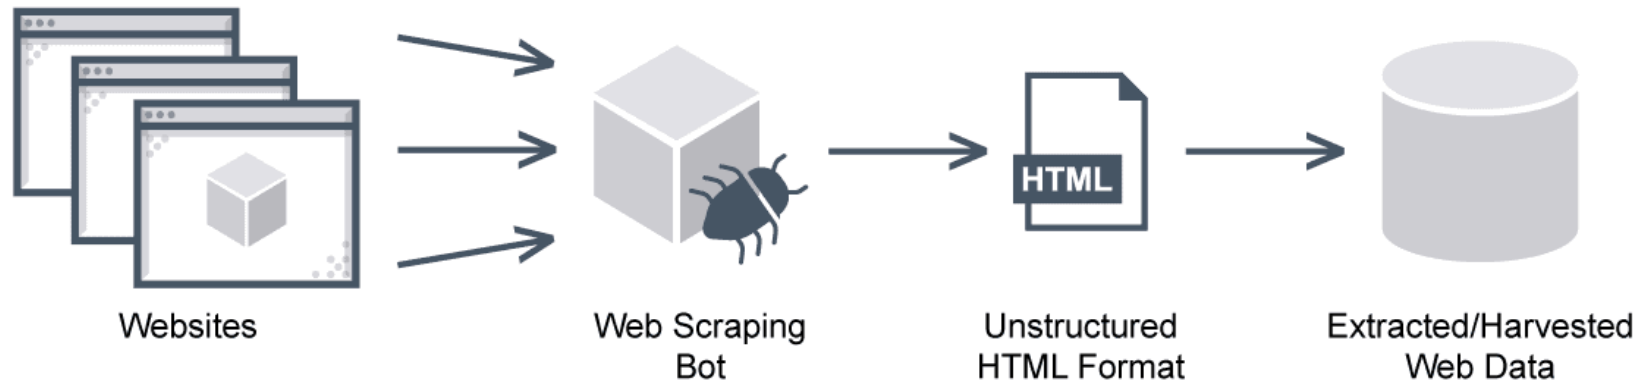 HTML
Websites
Web Scraping
Bot
Unstructured
HTML Format
Extracted/Harvested
Web Data